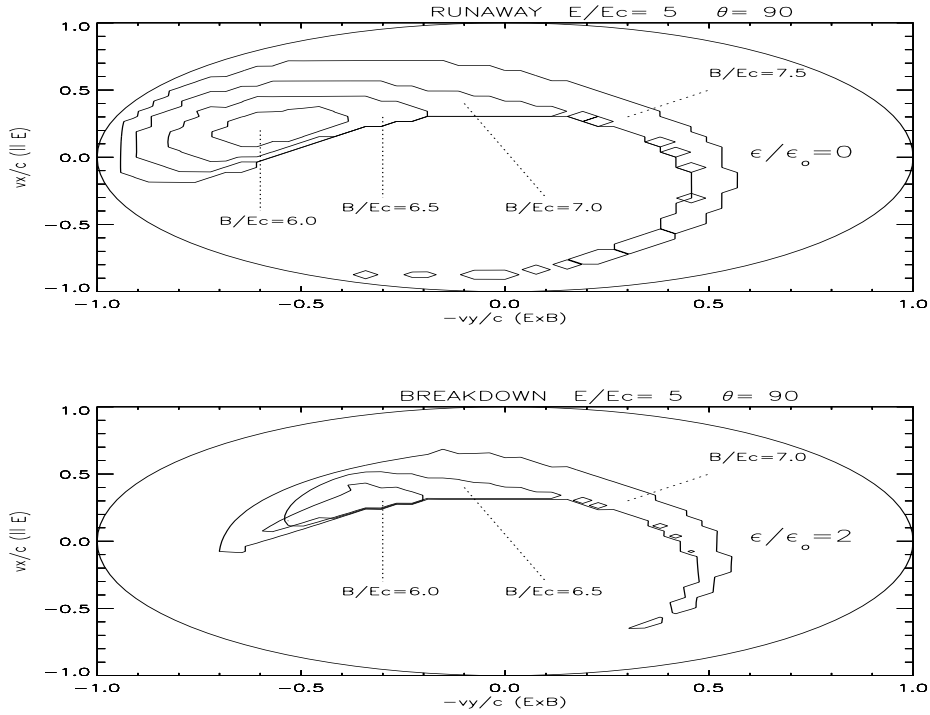 RUNAWAY E/Ec= 5 θ= 90
1.0
0.5
0.0
−0.5
−1.0
vx/c (|| E)
B/Ec=7.5
ϵ/ϵo=0
B/Ec=6.0
B/Ec=6.5
B/Ec=7.0
−1.0 −0.5 0.0 0.5 1.0
−vy/c (ExB)
BREAKDOWN E/Ec= 5 θ= 90
1.0
0.5
0.0
−0.5
−1.0
vx/c (|| E)
B/Ec=7.0
ϵ/ϵo=2
B/Ec=6.0
B/Ec=6.5
−1.0 −0.5 0.0 0.5 1.0
−vy/c (ExB)